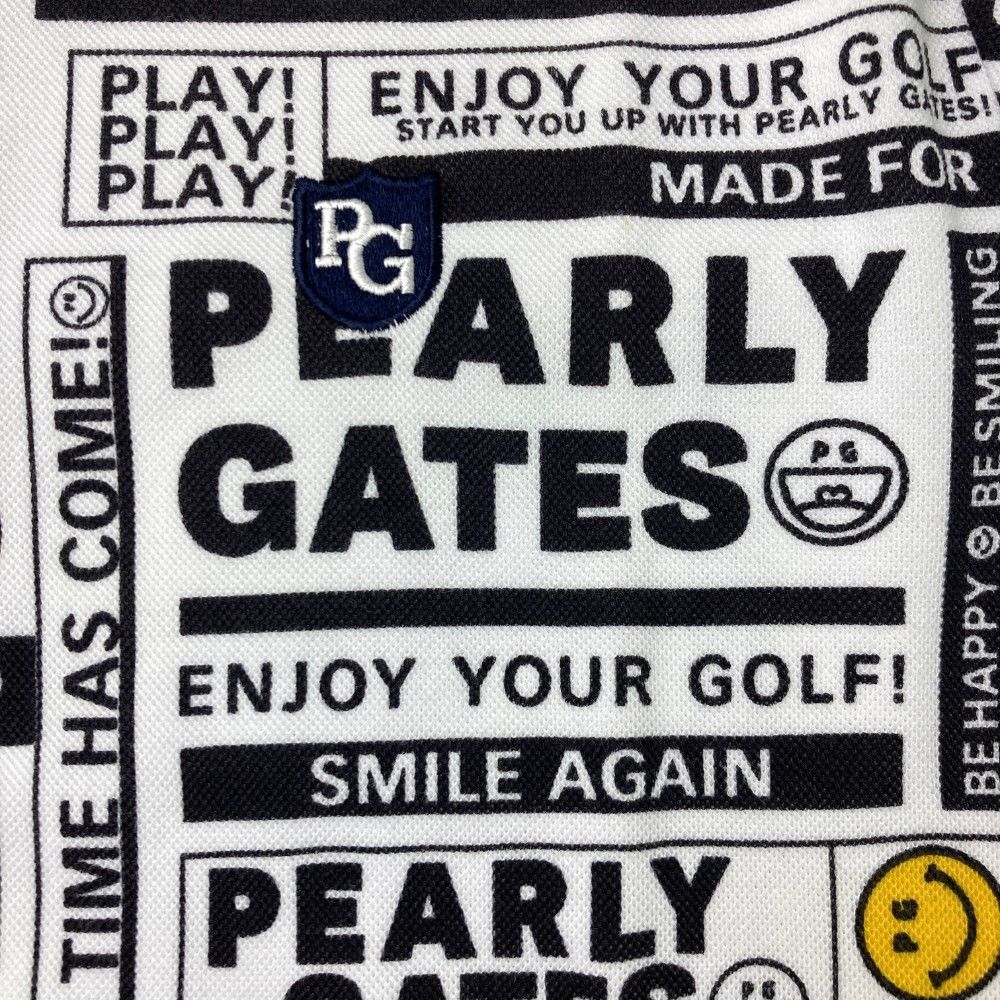 PLAY!
PLAY!
PLAY!
ENJOY YOUR GOLF
START YOU UP WITH PEARLY GATES!
MADE FOR
PG
TIME HAS COME!
PEARLY
GATES
PG
ENJOY YOUR GOLF!
SMILE AGAIN
BE HAPPY BE SMILING
PEARLY
GATES
PG
PG